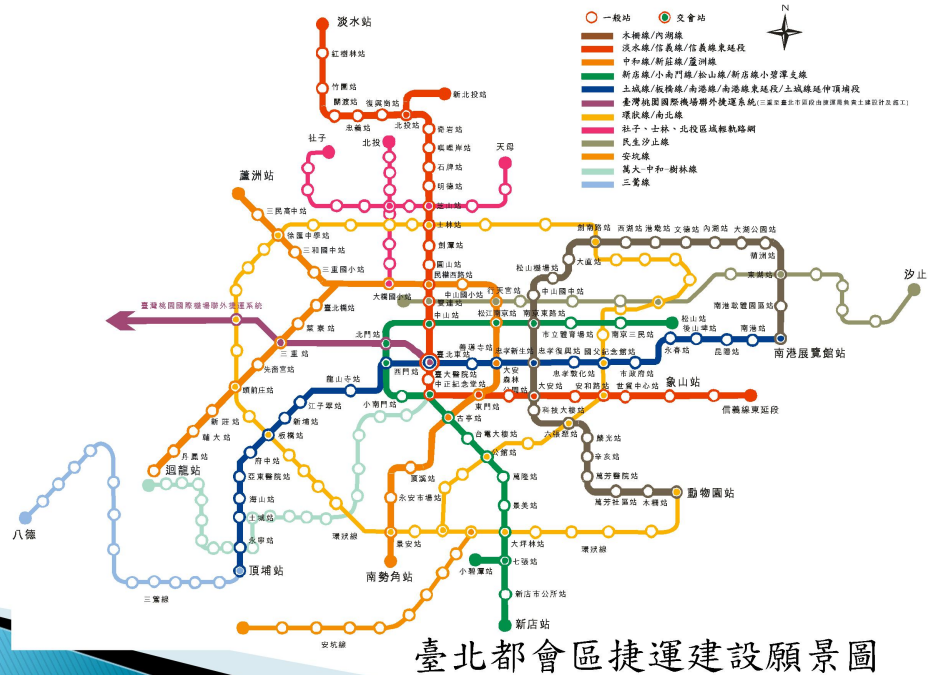 淡水站
紅樹林站
竹圍站
關渡站
忠義站
復興崗站
北投站
新北投站
奇岩站
唭哩岸站
石牌站
明德站
芝山站
士林站
劍潭站
圓山站
民權西路站
雙連站
中山站
臺北車站
臺大醫院站
中正紀念堂站
N
一般站
交會站
木柵線/內湖線
淡水線/信義線/信義線東延段
中和線/新莊線/蘆洲線
新店線/小南門線/松山線/新店線小碧潭支線
土城線/板橋線/南港線/南港線東延段/土城線延伸頂埔段
臺灣桃園國際機場聯外捷運系統(三重至臺北市區段由捷運局負責土建設計及施工)
環狀線/南北線
社子、士林、北投區域輕軌路網
民生汐止線
安坑線
萬大-中和-樹林線
三鶯線
社子
北投
天母
蘆洲站
三民高中站
徐匯中學站
三和國中站
三重國小站
大橋國小站
中山國小站
行天宮站
松江南京站
南京東路站
臺灣桃園國際機場聯外捷運系統
臺北橋站
菜寮站
三重站
先嗇宮站
頭前庄站
新莊站
輔大站
丹鳳站
迴龍站
劍南路站
西湖站
港墘站
文德站
內湖站
大湖公園站
葫洲站
東湖站
南港軟體園區站
南港展覽館站
汐止
大直站
松山機場站
中山國中站
松山站
市立體育場站
南京三民站
後山埤站
南港站
永春站
昆陽站
北門站
西門站
小南門站
善導寺站
忠孝新生站
忠孝復興站
國父紀念館站
忠孝敦化站
市政府站
大安
森林
公園站
大安站
安和路站
世貿中心站
象山站
信義線東延段
東門站
古亭站
科技大樓站
六張犁站
麟光站
辛亥站
萬芳醫院站
萬芳社區站
木柵站
動物園站
台電大樓站
公館站
萬隆站
景美站
大坪林站
七張站
小碧潭站
新店市公所站
新店站
龍山寺站
江子翠站
新埔站
板橋站
府中站
亞東醫院站
海山站
土城站
永寧站
頂埔站
頂溪站
永安市場站
景安站
南勢角站
環狀線
環狀線
八德
三鶯線
安坑線
臺北都會區捷運建設願景圖